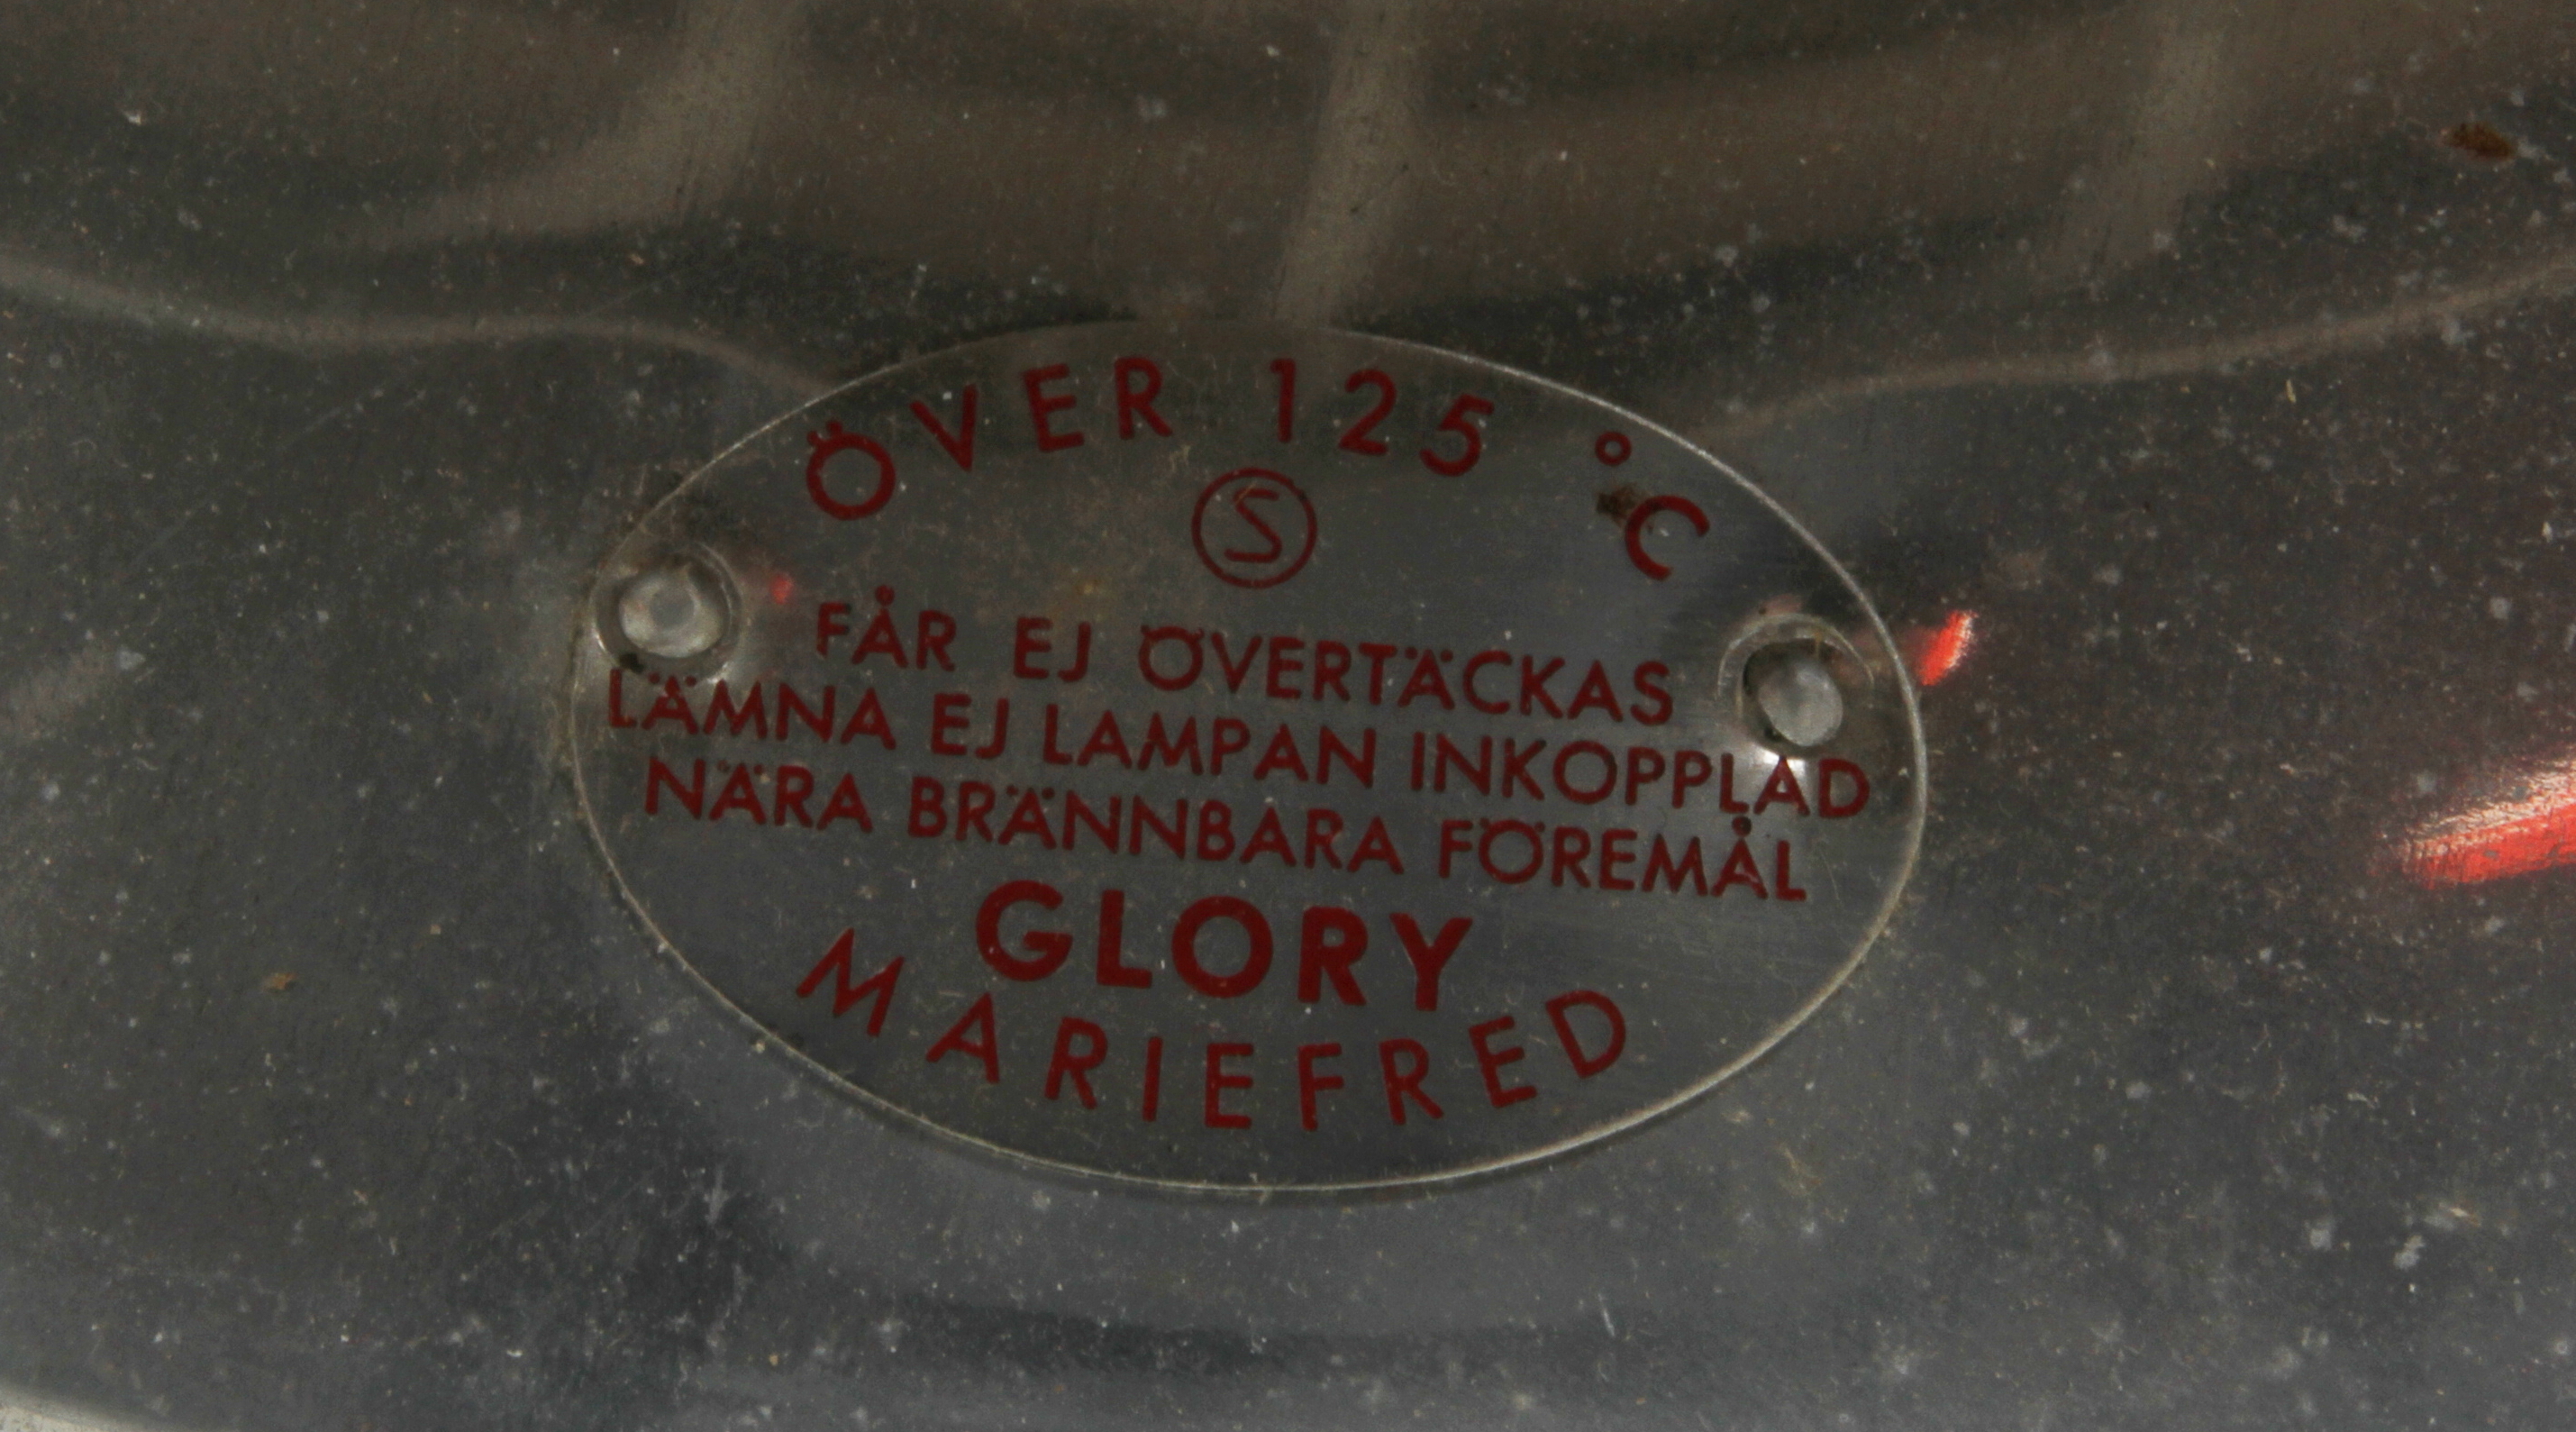 ÖVER 125 °C
S
FÅR EJ ÖVERTÄCKAS
LÄMNA EJ LAMPAN INKOPPLAD
NÄRA BRÄNNBARA FÖREMÅL
GLORY
MARIEFRED